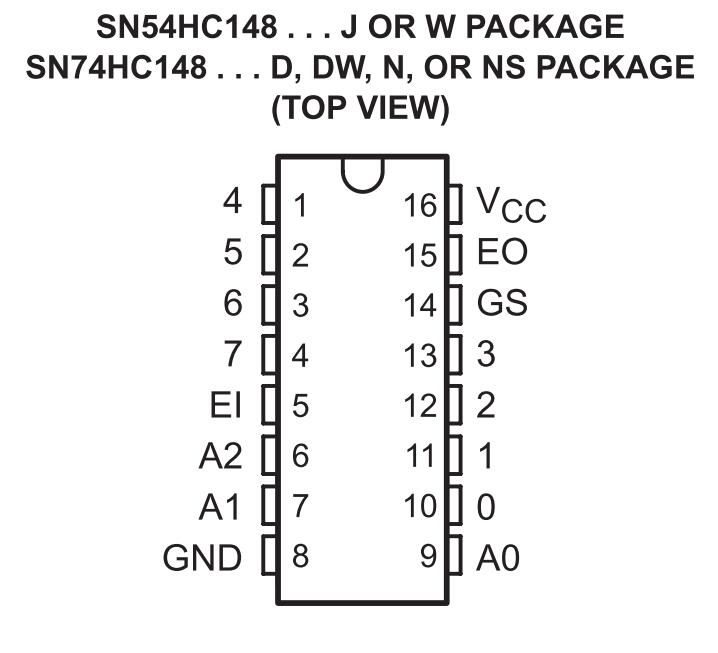 SN54HC148 . . . J OR W PACKAGE
SN74HC148 . . . D, DW, N, OR NS PACKAGE
(TOP VIEW)
4 1 16 VCC
5 2 15 EO
6 3 14 GS
7 4 13 3
EI 5 12 2
A2 6 11 1
A1 7 10 0
GND 8 9 A0